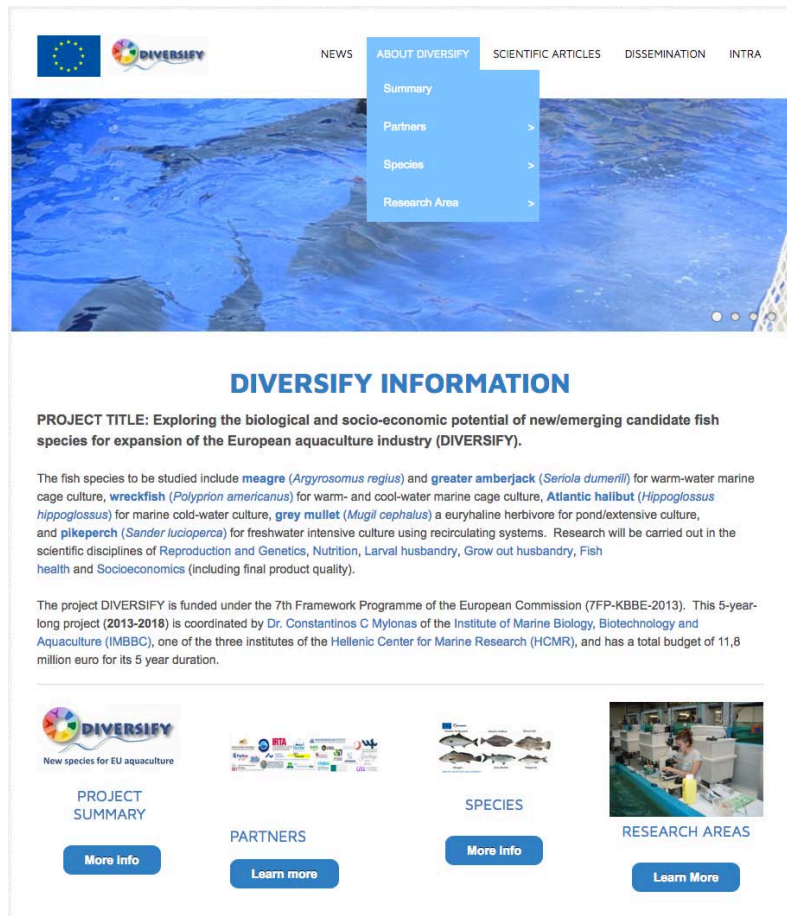 DIVERSIFY
NEWS
ABOUT DIVERSIFY
SCIENTIFIC ARTICLES
DISSEMINATION
INTRA
Summary
Partners >
Species >
Research Area >
DIVERSIFY INFORMATION
PROJECT TITLE: Exploring the biological and socio-economic potential of new/emerging candidate fish
species for expansion of the European aquaculture industry (DIVERSIFY).
The fish species to be studied include meagre (Argyrosomus regius) and greater amberjack (Seriola dumerili) for warm-water marine
cage culture, wreckfish (Polyprion americanus) for warm- and cool-water marine cage culture, Atlantic halibut (Hippoglossus
hippoglossus) for marine cold-water culture, grey mullet (Mugil cephalus) a euryhaline herbivore for pond/extensive culture,
and pikeperch (Sander lucioperca) for freshwater intensive culture using recirculating systems. Research will be carried out in the
scientific disciplines of Reproduction and Genetics, Nutrition, Larval husbandry, Grow out husbandry, Fish
health and Socioeconomics (including final product quality).
The project DIVERSIFY is funded under the 7th Framework Programme of the European Commission (7FP-KBBE-2013). This 5-year-
long project (2013-2018) is coordinated by Dr. Constantinos C Mylonas of the Institute of Marine Biology, Biotechnology and
Aquaculture (IMBBC), one of the three institutes of the Hellenic Center for Marine Research (HCMR), and has a total budget of 11,8
million euro for its 5 year duration.
DIVERSIFY
New species for EU aquaculture
PROJECT
SUMMARY
More Info
IRTA
PARTNERS
Learn more
SPECIES
More Info
RESEARCH AREAS
Learn More